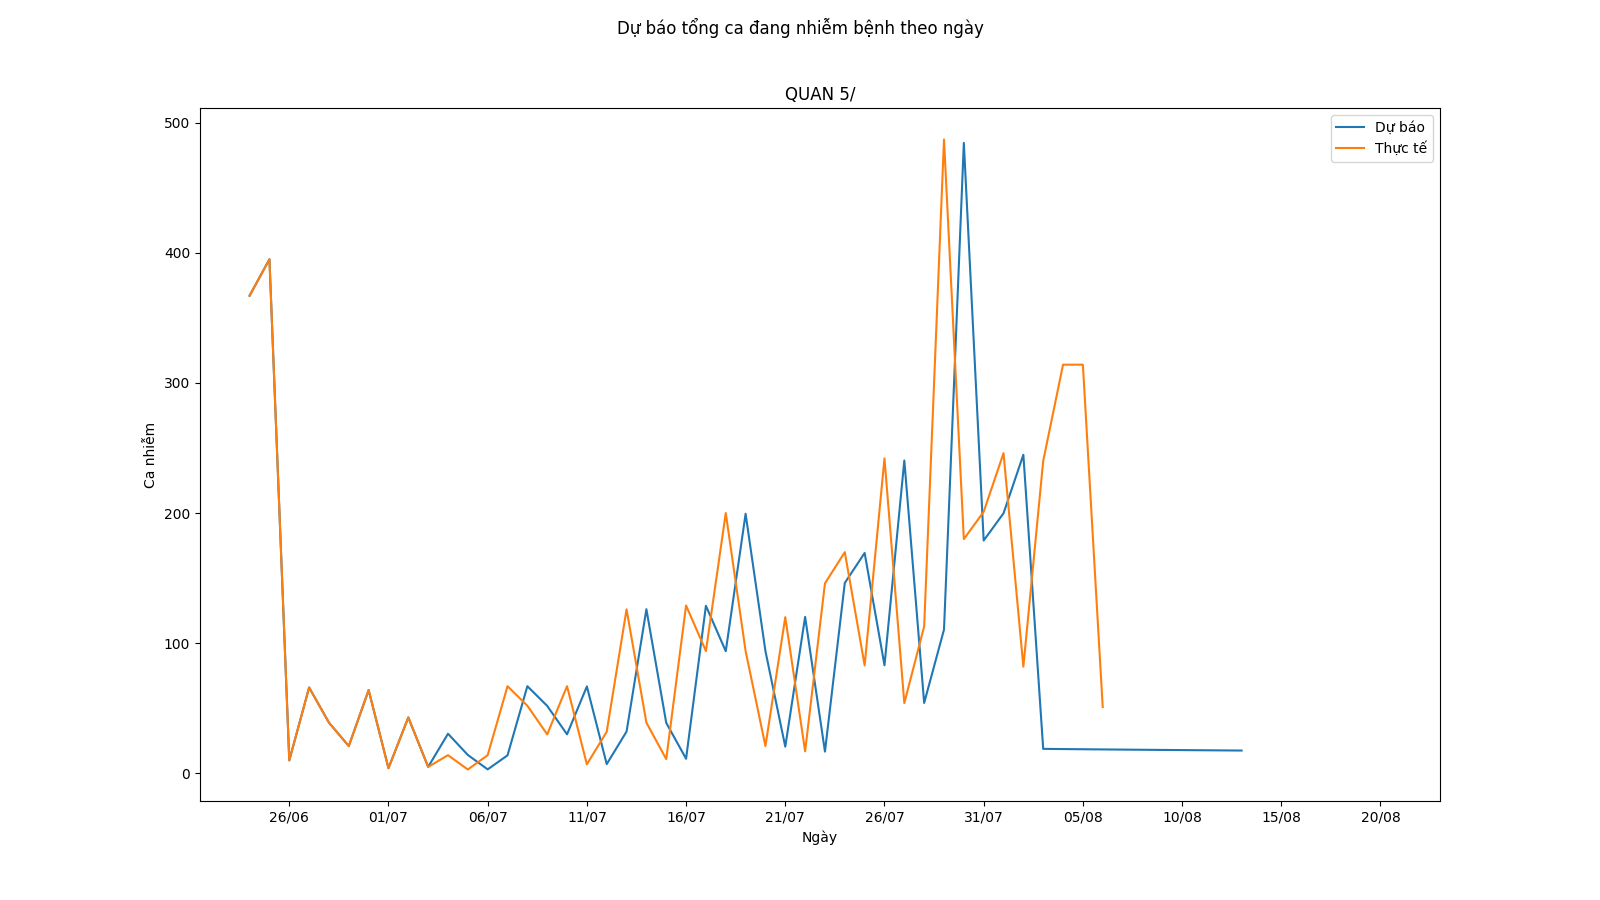 Dự báo tổng ca đang nhiễm bệnh theo ngày
QUAN 5/
Dự báo
Thực tế
500
400
300
200
100
0
Ca nhiễm
26/06 01/07 06/07 11/07 16/07 21/07 26/07 31/07 05/08 10/08 15/08 20/08
Ngày